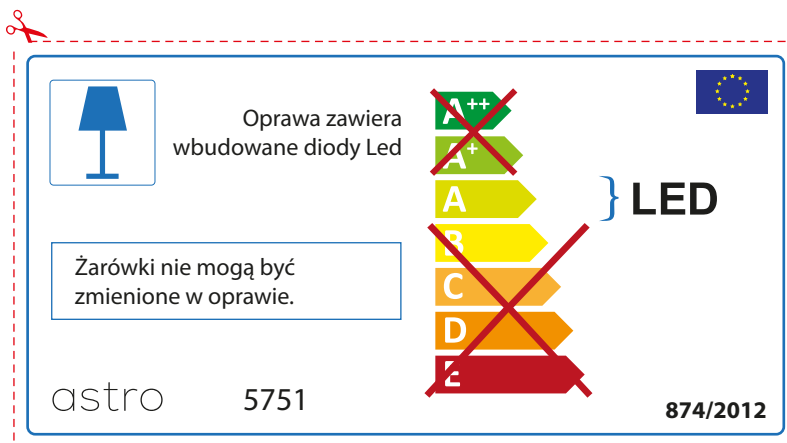 Oprawa zawiera
wbudowane diody Led
Żarówki nie mogą być
zmienione w oprawie.
A++
A+
A
B
C
D
E
LED
astro
5751
874/2012